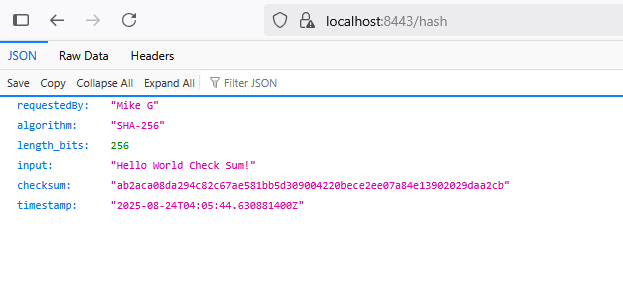 localhost:8443/hash
JSON Raw Data Headers
Save Copy Collapse All Expand All Filter JSON
requestedBy: "Mike G"
algorithm: "SHA-256"
length_bits: 256
input: "Hello World Check Sum!"
checksum: "ab2aca08da294c82c67ae581bb5d309004220bece2ee07a84e13902029daa2cb"
timestamp: "2025-08-24T04:05:44.630881400Z"